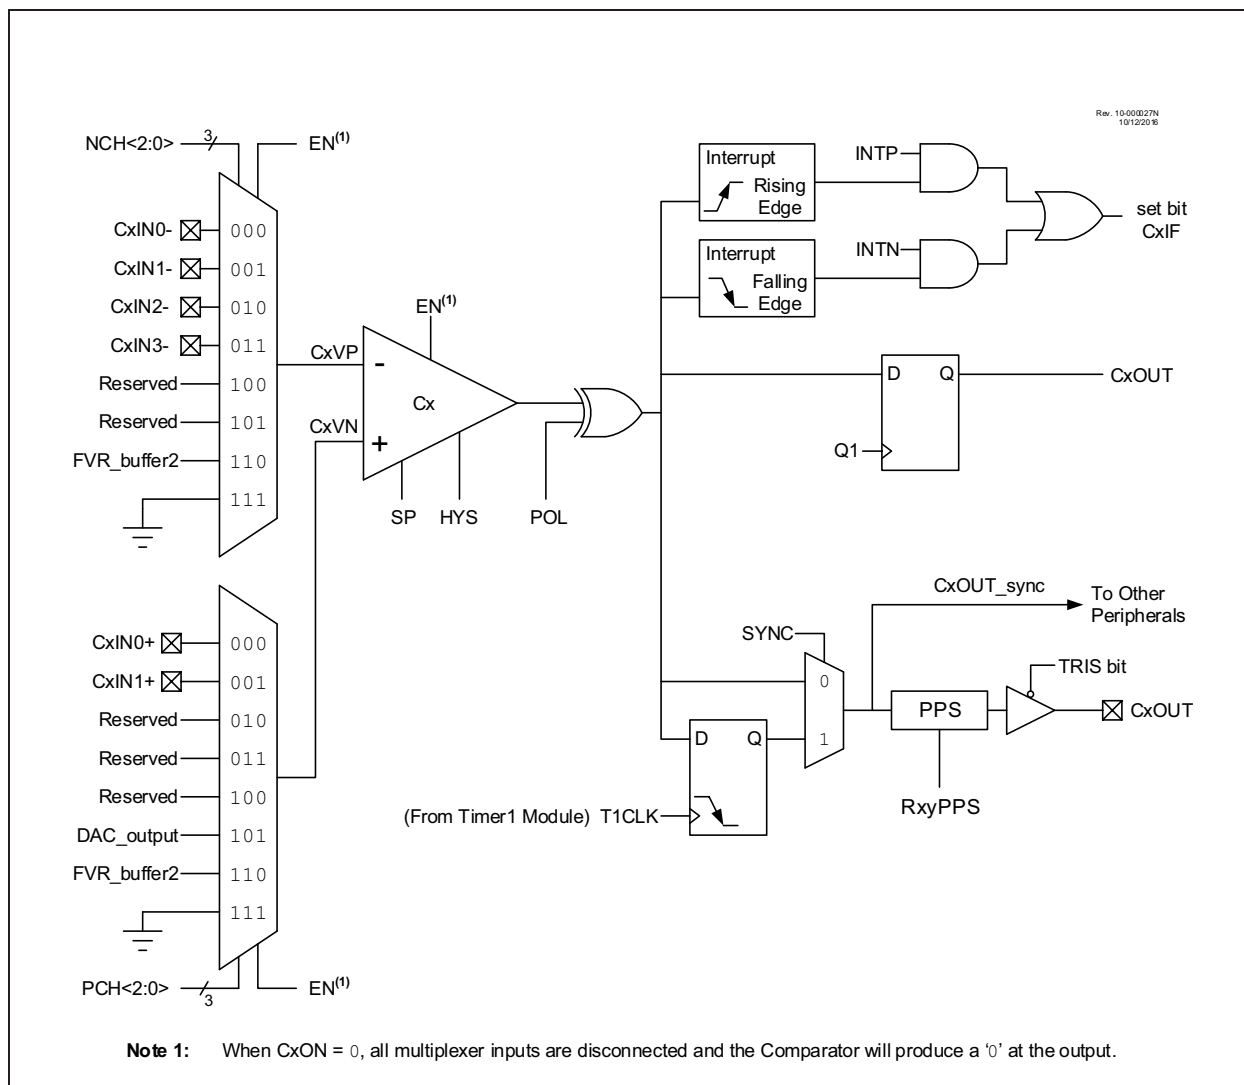 Rev. 10-000027N
10/12/2016
NCH<2:0>
3
EN(1)
CxIN0-
000
CxIN1-
001
CxIN2-
010
CxIN3-
011
Reserved
100
Reserved
101
FVR_buffer2
110
111
CxVP
-
EN(1)
Cx
CxVN
+
SP
HYS
POL
Interrupt
Rising
Edge
INTP
Interrupt
Falling
Edge
INTN
set bit
CxIF
D
Q
CxOUT
Q1
CxIN0+
000
CxIN1+
001
Reserved
010
Reserved
011
Reserved
100
DAC_output
101
FVR_buffer2
110
111
PCH<2:0>
3
EN(1)
CxOUT_sync
To Other
Peripherals
SYNC
0
1
TRIS bit
PPS
CxOUT
RxyPPS
D
Q
(From Timer1 Module) T1CLK
Note 1: When CxON = 0, all multiplexer inputs are disconnected and the Comparator will produce a ‘0’ at the output.